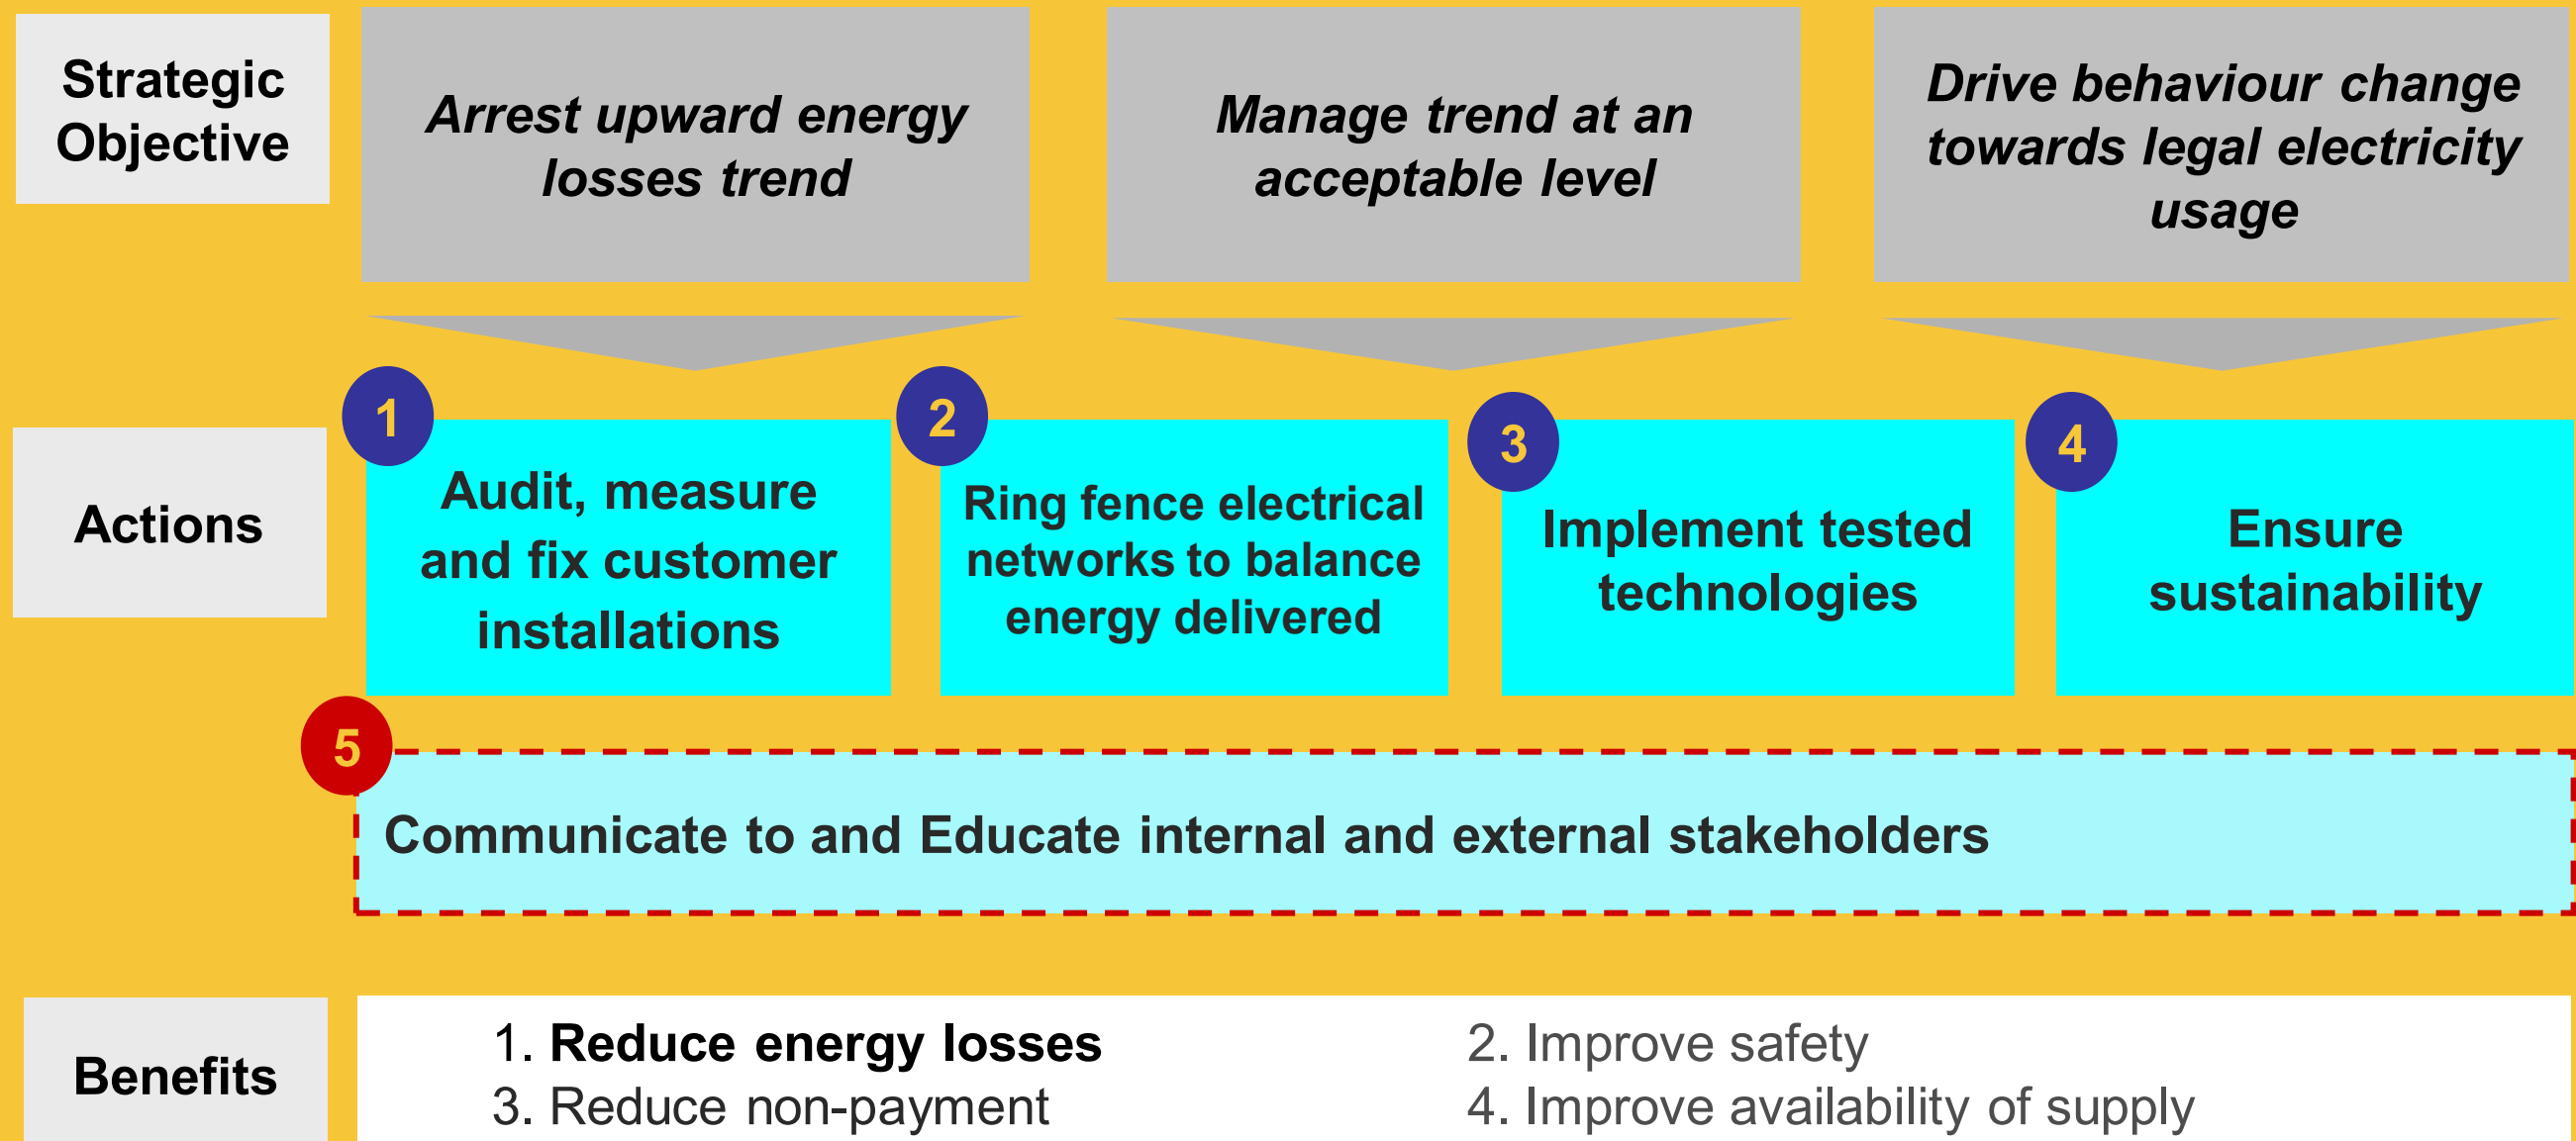 Strategic
Objective
Arrest upward energy
losses trend
Manage trend at an
acceptable level
Drive behaviour change
towards legal electricity
usage
Actions
1
Audit, measure
and fix customer
installations
2
Ring fence electrical
networks to balance
energy delivered
3
Implement tested
technologies
4
Ensure
sustainability
5
Communicate to and Educate internal and external stakeholders
Benefits
1. Reduce energy losses
2. Improve safety
3. Reduce non-payment
4. Improve availability of supply